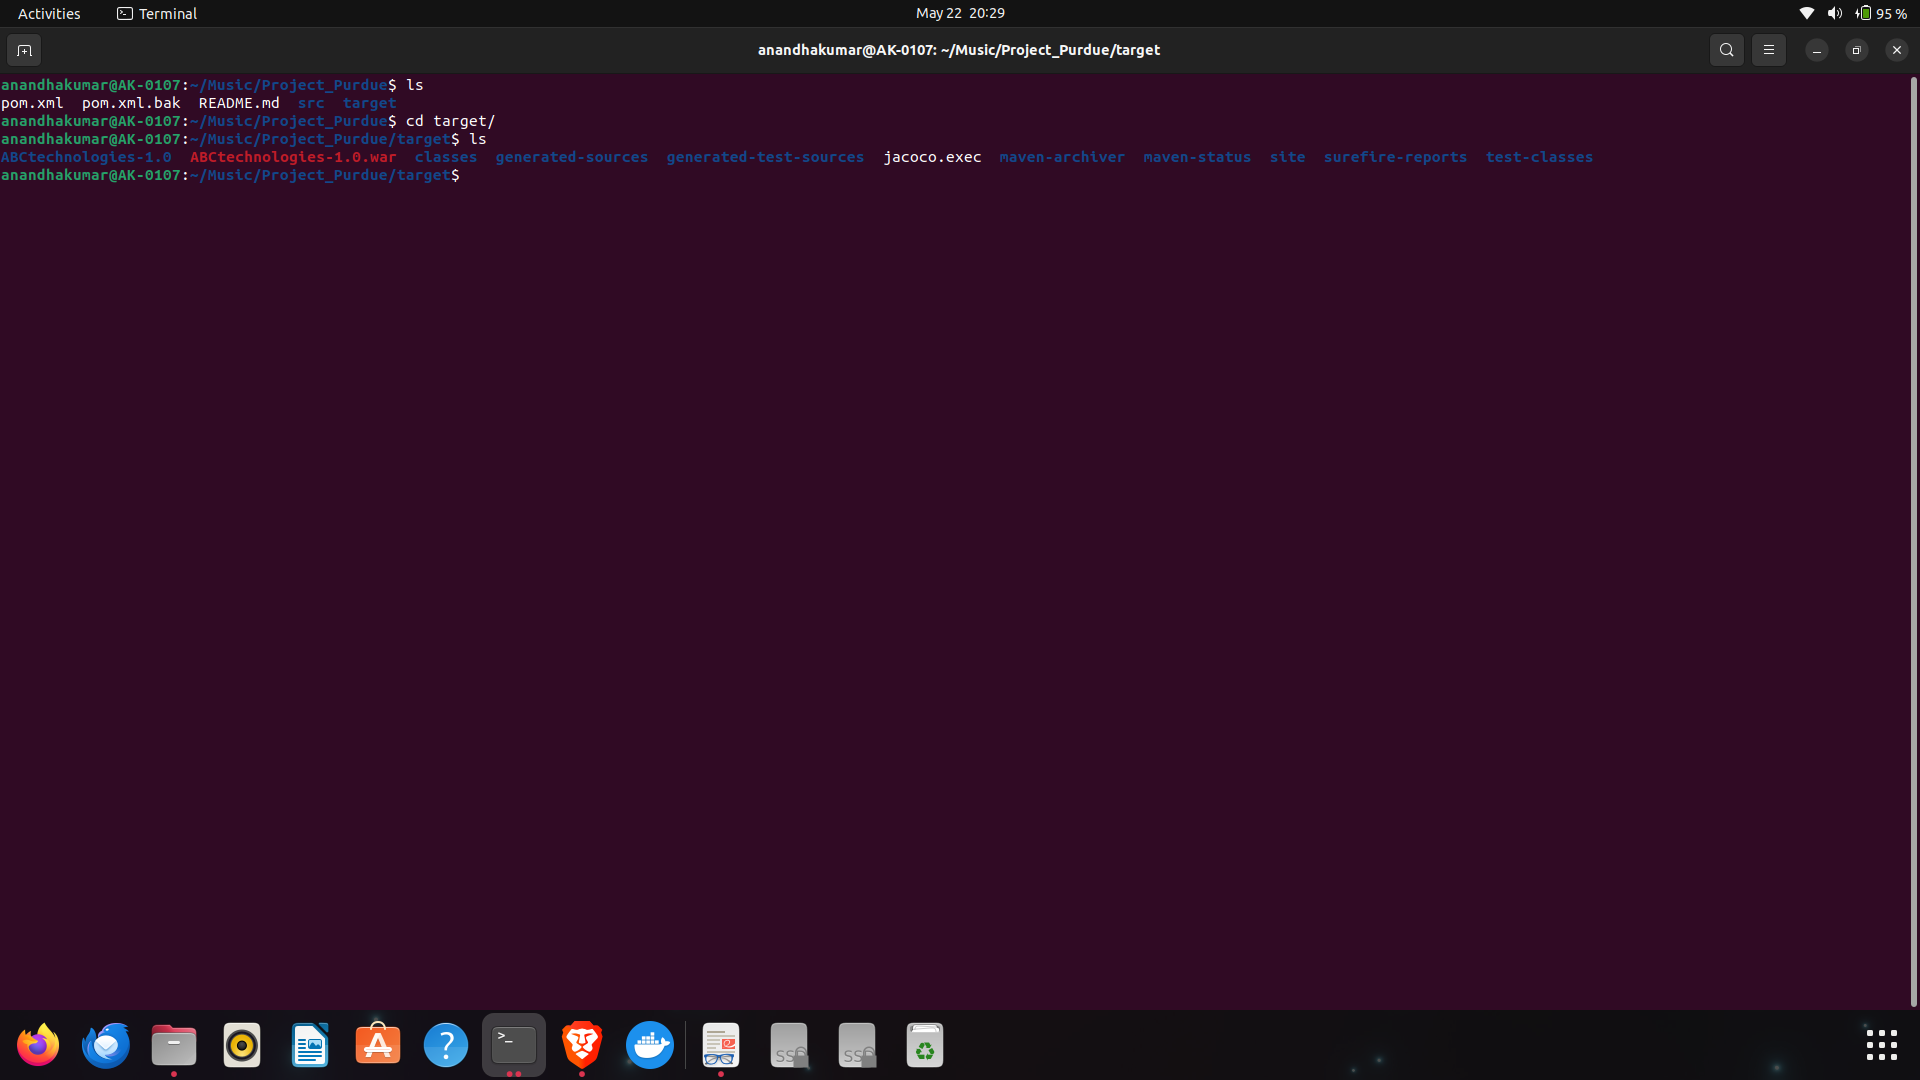 Activities Terminal May 22 20:29 95 %
anandhakumar@AK-0107: ~/Music/Project_Purdue/target
anandhakumar@AK-0107:~/Music/Project_Purdue$ ls
pom.xml pom.xml.bak README.md src target
anandhakumar@AK-0107:~/Music/Project_Purdue$ cd target/
anandhakumar@AK-0107:~/Music/Project_Purdue/target$ ls
ABCtechnologies-1.0 ABCtechnologies-1.0.war classes generated-sources generated-test-sources jacoco.exec maven-archiver maven-status site surefire-reports test-classes
anandhakumar@AK-0107:~/Music/Project_Purdue/target$